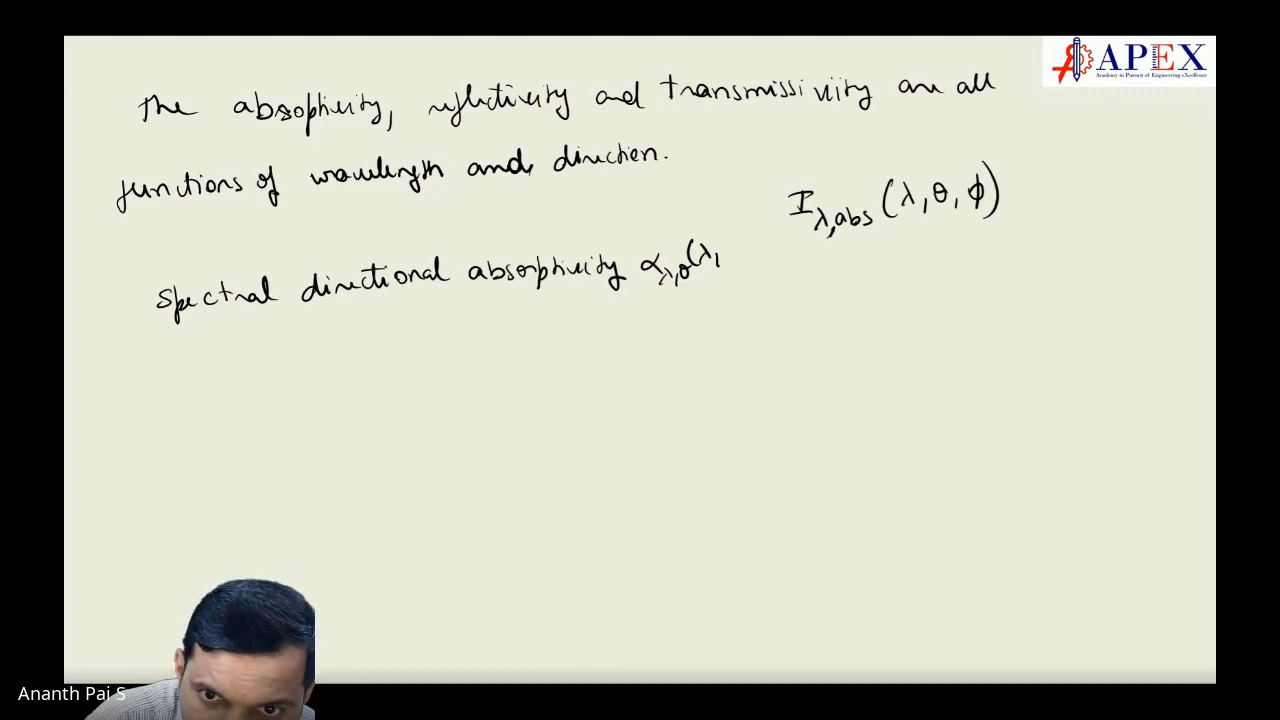 APEX
Academy in Pursuit of Engineering eXcellence
The absoptivity, reflectivity and transmissivity are all
functions of wavelength and direction.
I_λ,abs (λ, θ, ϕ)
Spectral directional absorptivity α_λ,θ(λ,
Ananth Pai S